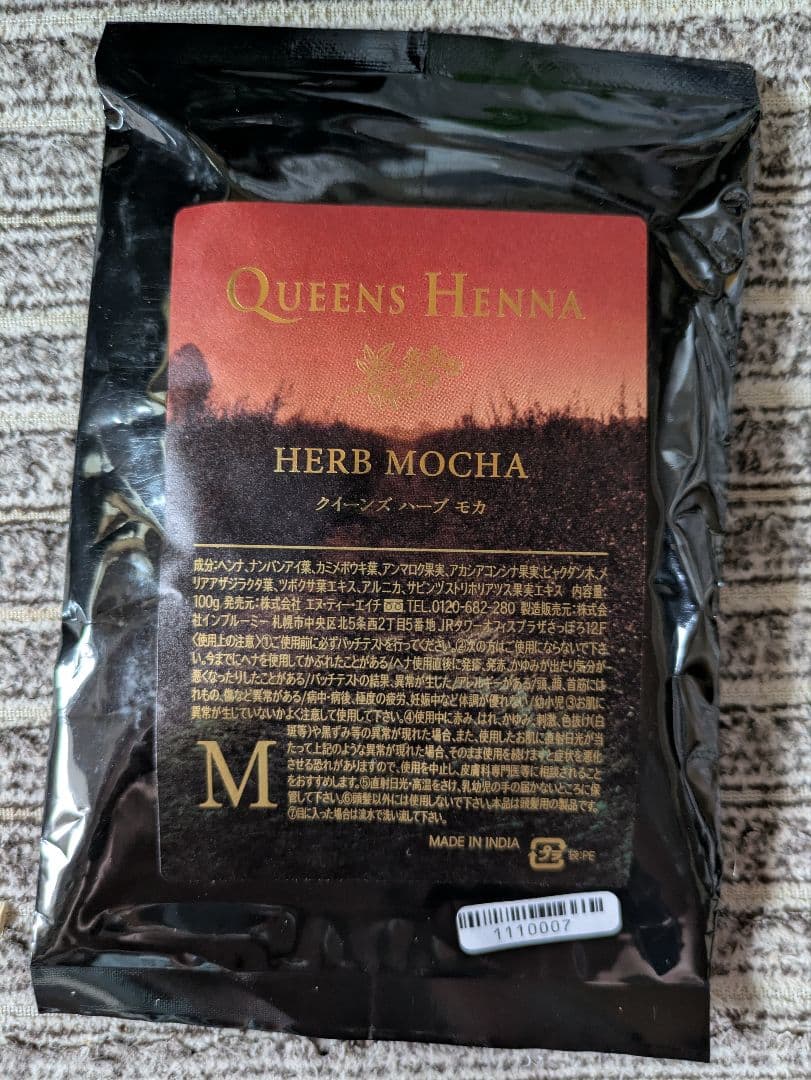 QUEENS HENNA
HERB MOCHA
クイーンズ ハーブ モカ
成分:ヘンナ、ナンバンアイ葉、カミメボウキ葉、アンマロク果実、アカシアコンシナ果実、ビャクダン木、メ
リアアザジラクタ葉、ツボクサ葉エキス、アルニカ、サピンヅストリホリアツス果実エキス 内容量:
100g 発売元:株式会社 エヌ・ティー・エイチ TEL.0120-682-280 製造販売元:株式会
社インプルーミー 札幌市中央区北5条西2丁目5番地 JRタワーオフィスプラザさっぽろ12F
〈使用上の注意〉①ご使用前に必ずパッチテストを行ってください。②次の方はご使用にならないで下さ
い。今までにヘナを使用してかぶれたことがある/ヘナ使用直後に発疹、発赤、かゆみが出たり気分が
悪くなったりしたことがある/パッチテストの結果、異常が生じた/アレルギーがある/頭、顔、首筋には
れもの、傷など異常がある/病中・病後、極度の疲労、妊娠中など体調が優れない/幼小児 ③お肌に
異常が生じていないかよく注意して使用して下さい。④使用中に赤み、はれ、かゆみ、刺激、色抜け(白
斑等)や黒ずみ等の異常が現れた場合、また、使用したお肌に直射日光が当
たって上記のような異常が現れた場合、そのまま使用を続けますと症状を悪化
させる恐れがありますので、使用を中止し、皮膚科専門医等に相談されること
をおすすめします。⑤直射日光・高温をさけ、乳幼児の手の届かないところに保
管して下さい。⑥頭髪以外には使用しないで下さい。本品は頭髪用の製品です。
⑦目に入った場合は流水で洗い流して下さい。
M
MADE IN INDIA プラ 袋:PE
1110007